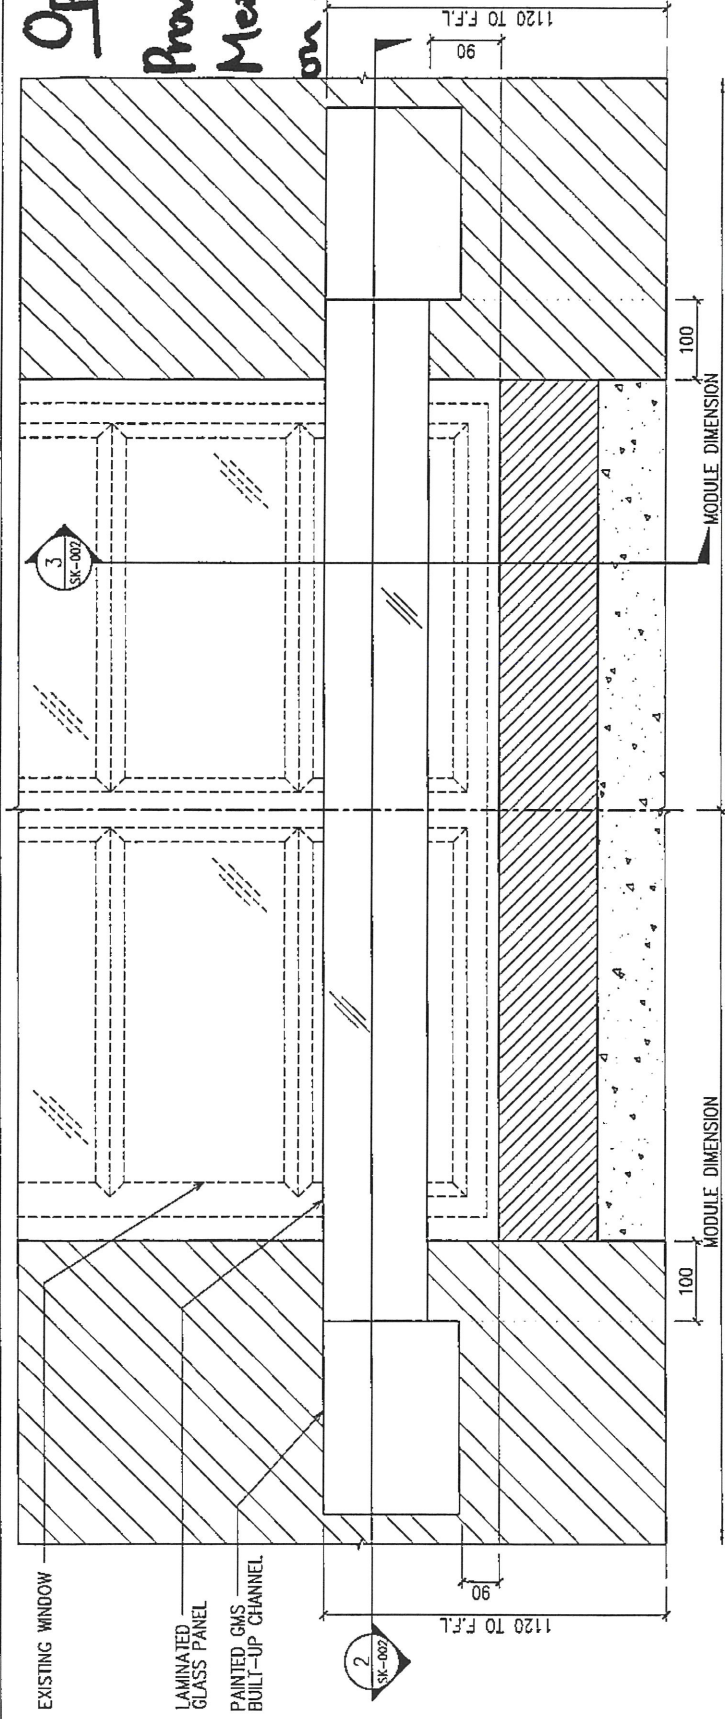 EXISTING WINDOW
LAMINATED
GLASS PANEL
PAINTED GMS
BUILT-UP CHANNEL
3
SK-002
2
SK-002
1120 TO F.F.L
90
1120 TO F.F.L
90
100
100
MODULE DIMENSION
MODULE DIMENSION
on